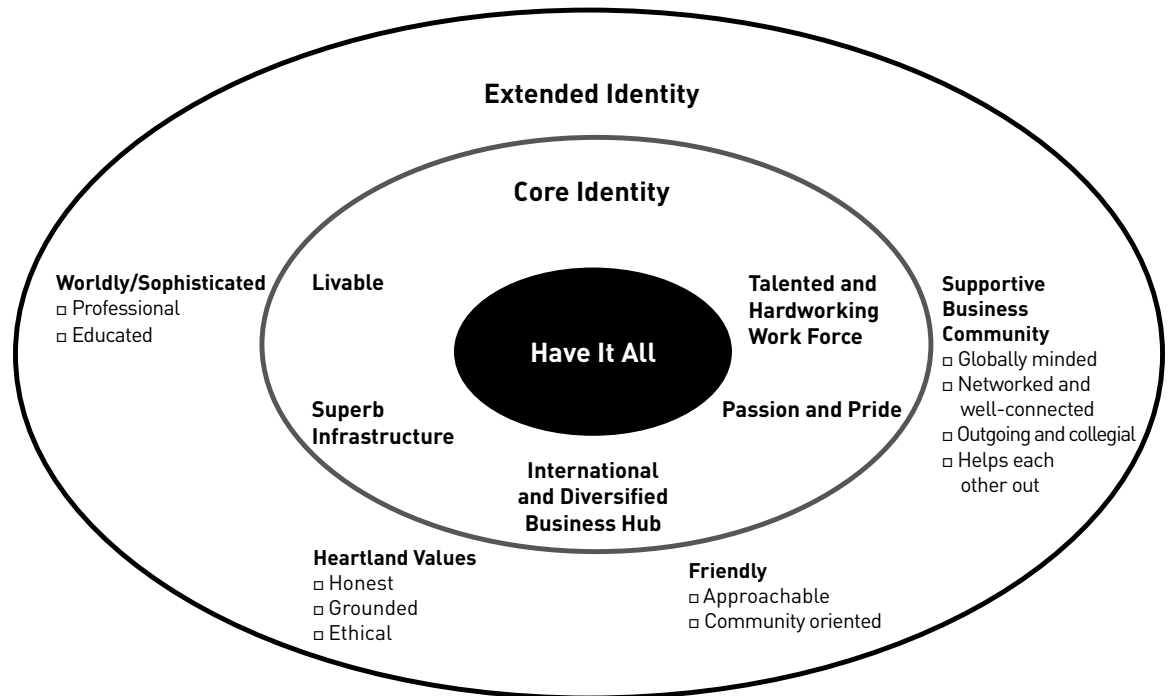 Extended Identity
Core Identity
Worldly/Sophisticated
▫ Professional
▫ Educated
Livable
Superb
Infrastructure
Have It All
Talented and
Hardworking
Work Force
Passion and Pride
International
and Diversified
Business Hub
Supportive
Business
Community
▫ Globally minded
▫ Networked and
well-connected
▫ Outgoing and collegial
▫ Helps each
other out
Heartland Values
▫ Honest
▫ Grounded
▫ Ethical
Friendly
▫ Approachable
▫ Community oriented